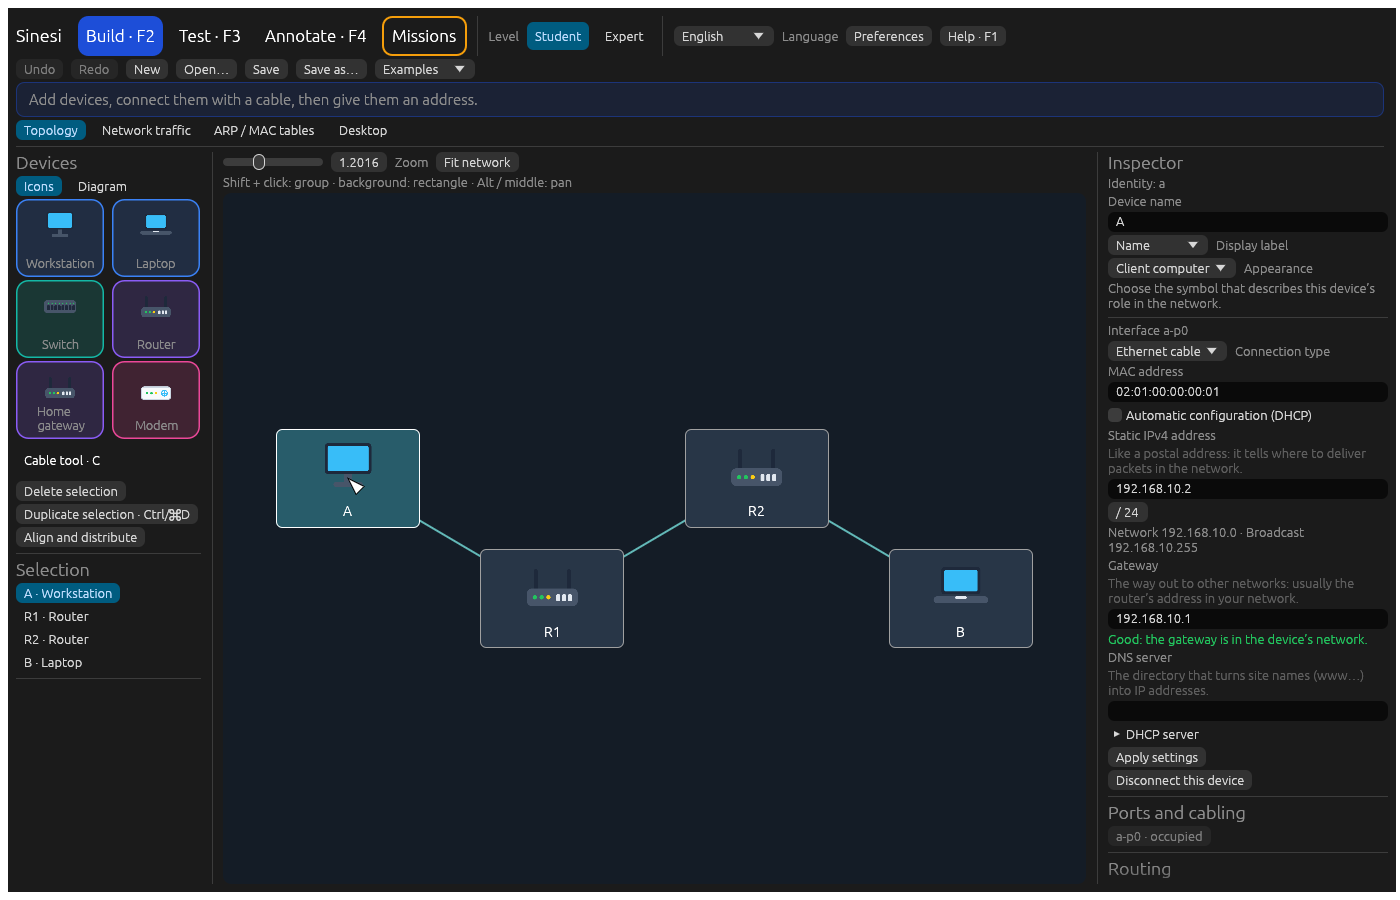 Sinesi
Build · F2
Test · F3
Annotate · F4
Missions
Level
Student
Expert
English
Language
Preferences
Help · F1
Undo
Redo
New
Open…
Save
Save as…
Examples
Add devices, connect them with a cable, then give them an address.
Topology
Network traffic
ARP / MAC tables
Desktop
Devices
Icons
Diagram
Workstation
Laptop
Switch
Router
Home
gateway
Modem
Cable tool · C
Delete selection
Duplicate selection · Ctrl/⌘D
Align and distribute
Selection
A · Workstation
R1 · Router
R2 · Router
B · Laptop
1.2016
Zoom
Fit network
Shift + click: group · background: rectangle · Alt / middle: pan
A
R2
R1
B
Inspector
Identity: a
Device name
A
Name
Display label
Client computer
Appearance
Choose the symbol that describes this device’s
role in the network.
Interface a-p0
Ethernet cable
Connection type
MAC address
02:01:00:00:00:01
Automatic configuration (DHCP)
Static IPv4 address
Like a postal address: it tells where to deliver
packets in the network.
192.168.10.2
/ 24
Network 192.168.10.0 · Broadcast
192.168.10.255
Gateway
The way out to other networks: usually the
router’s address in your network.
192.168.10.1
Good: the gateway is in the device’s network.
DNS server
The directory that turns site names (www…)
into IP addresses.
DHCP server
Apply settings
Disconnect this device
Ports and cabling
a-p0 · occupied
Routing